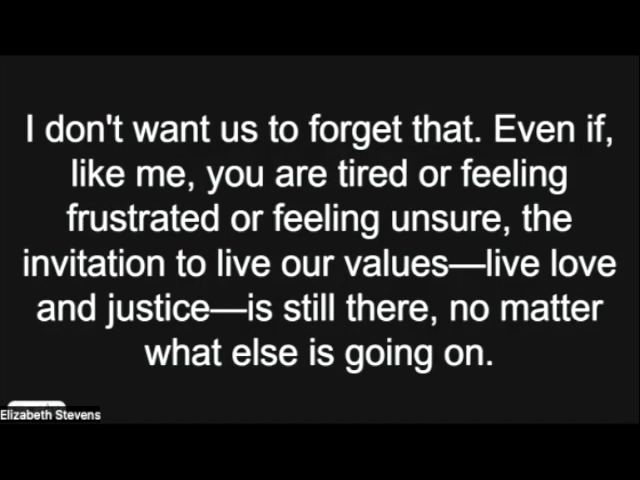 I don't want us to forget that. Even if,
like me, you are tired or feeling
frustrated or feeling unsure, the
invitation to live our values—live love
and justice—is still there, no matter
what else is going on.
Elizabeth Stevens